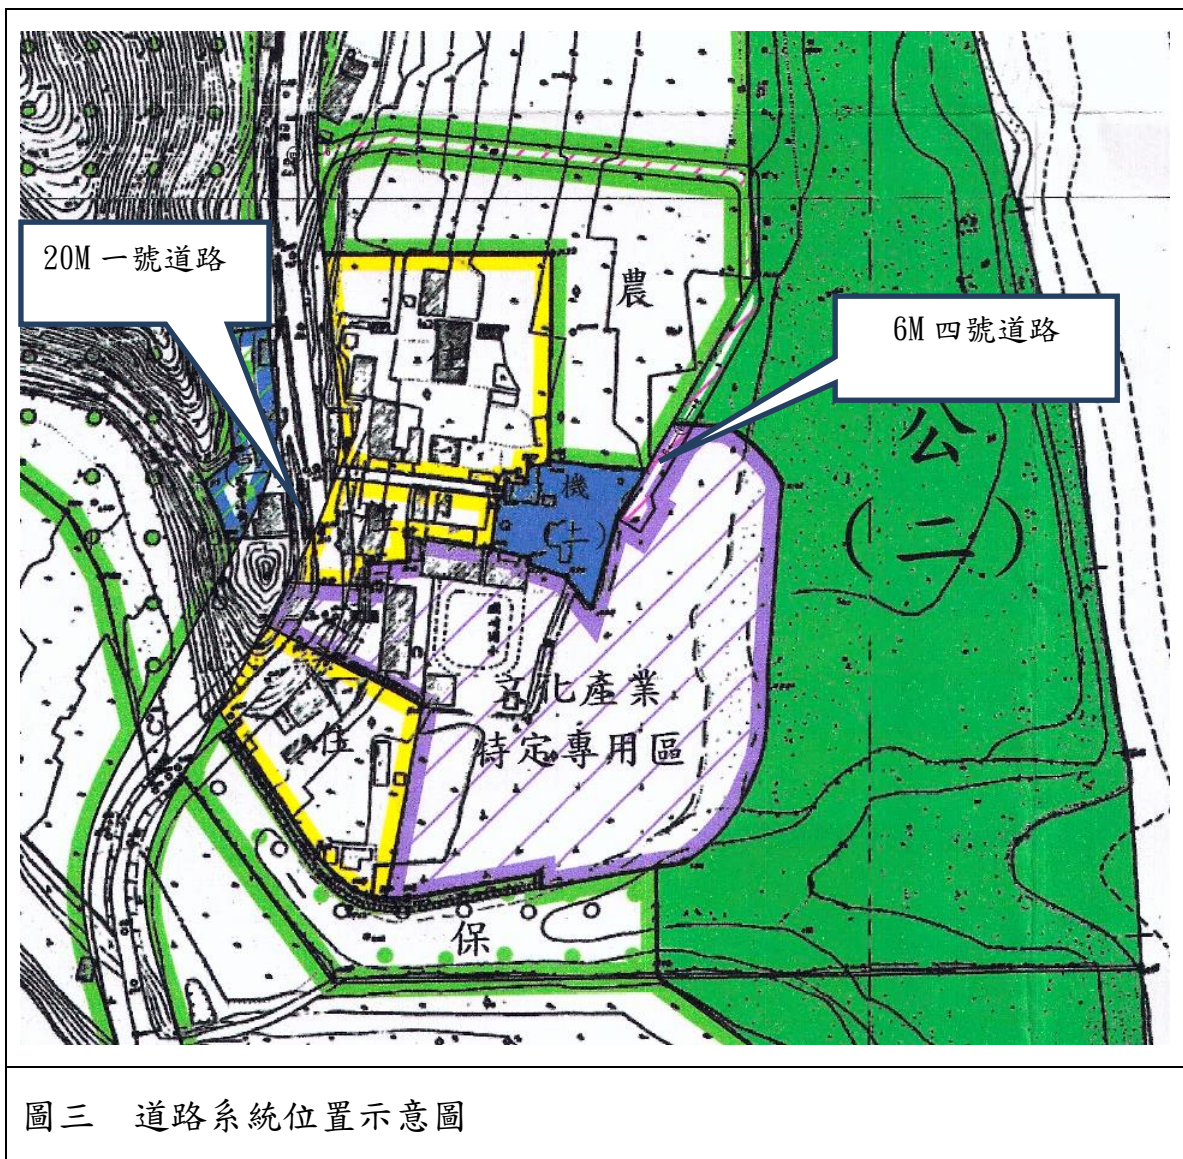 20M 一號道路
農
6M 四號道路
公
(二)
機
住
文化產業
特定專用區
保
圖三　道路系統位置示意圖